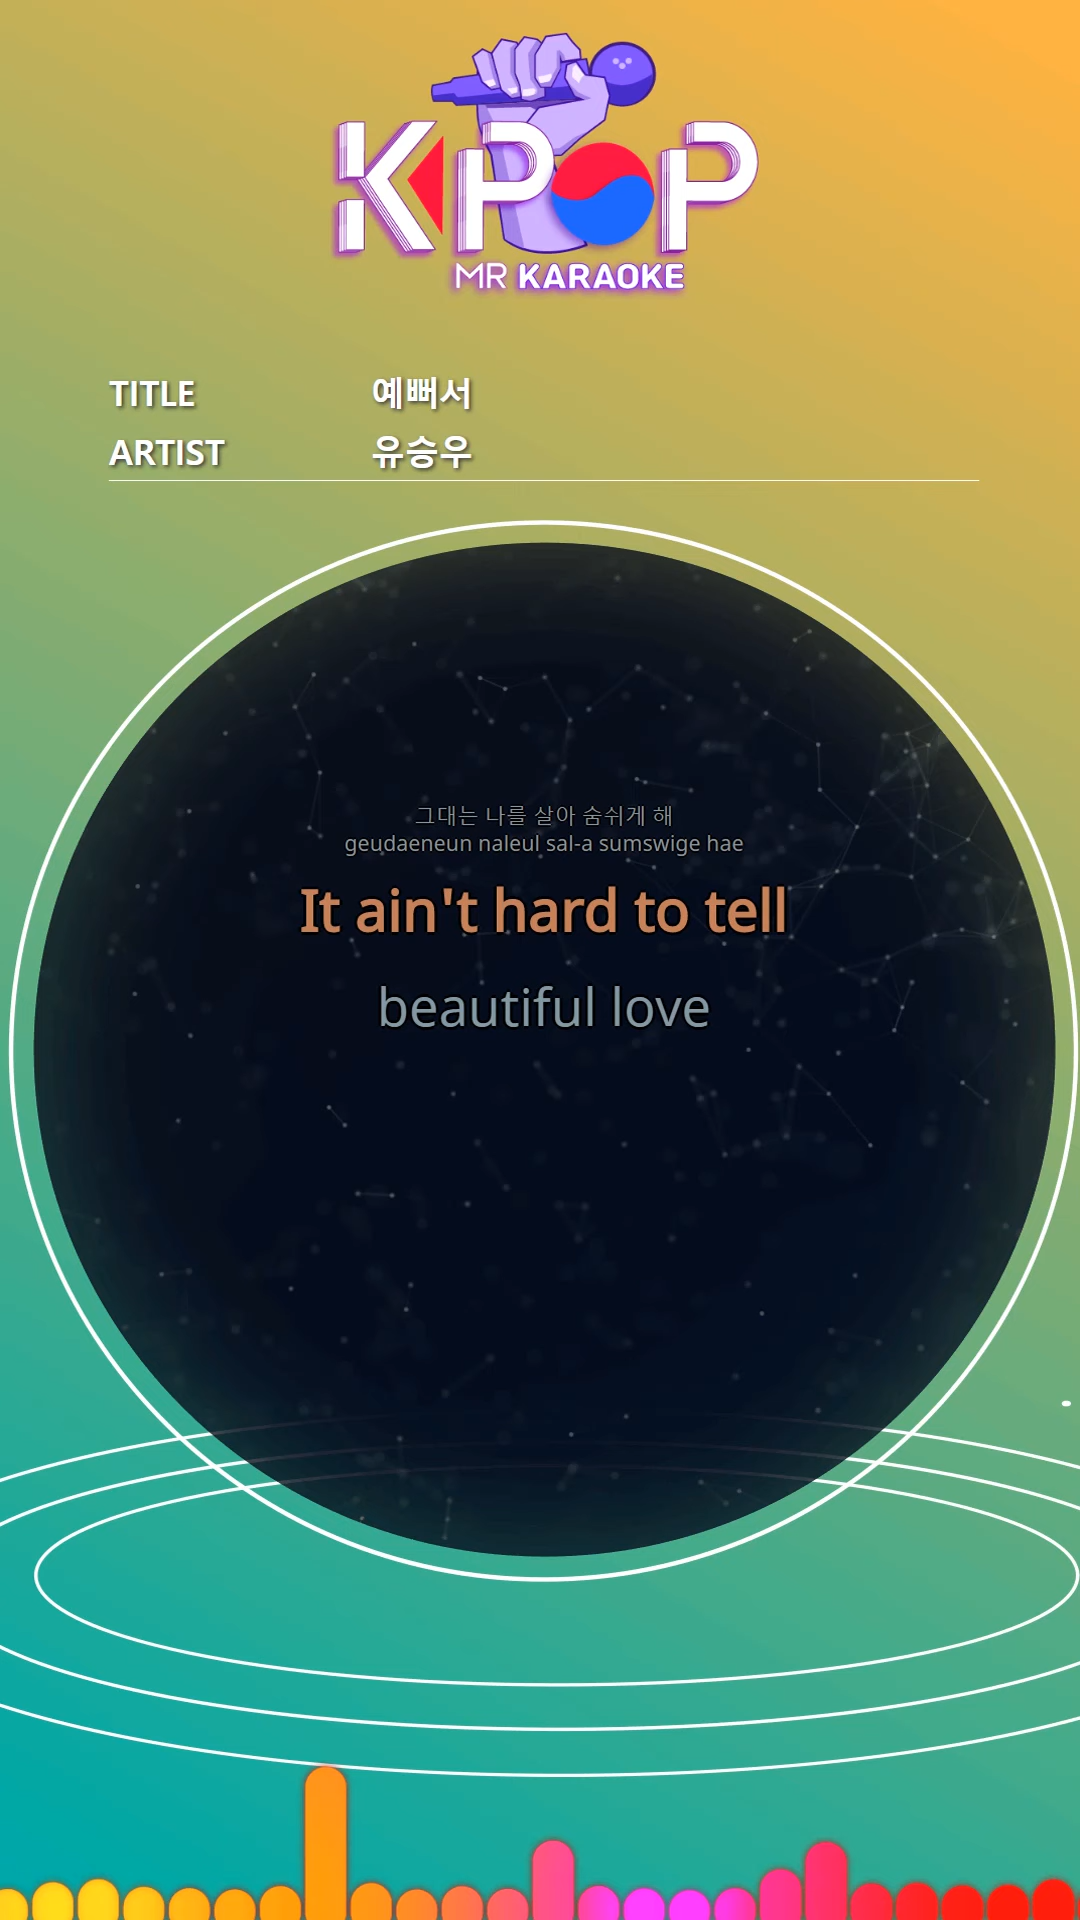 KPOP
MR KARAOKE
TITLE 예뻐서
ARTIST 유승우
그대는 나를 살아 숨쉬게 해
geudaeneun naleul sal-a sumswige hae
It ain't hard to tell
beautiful love